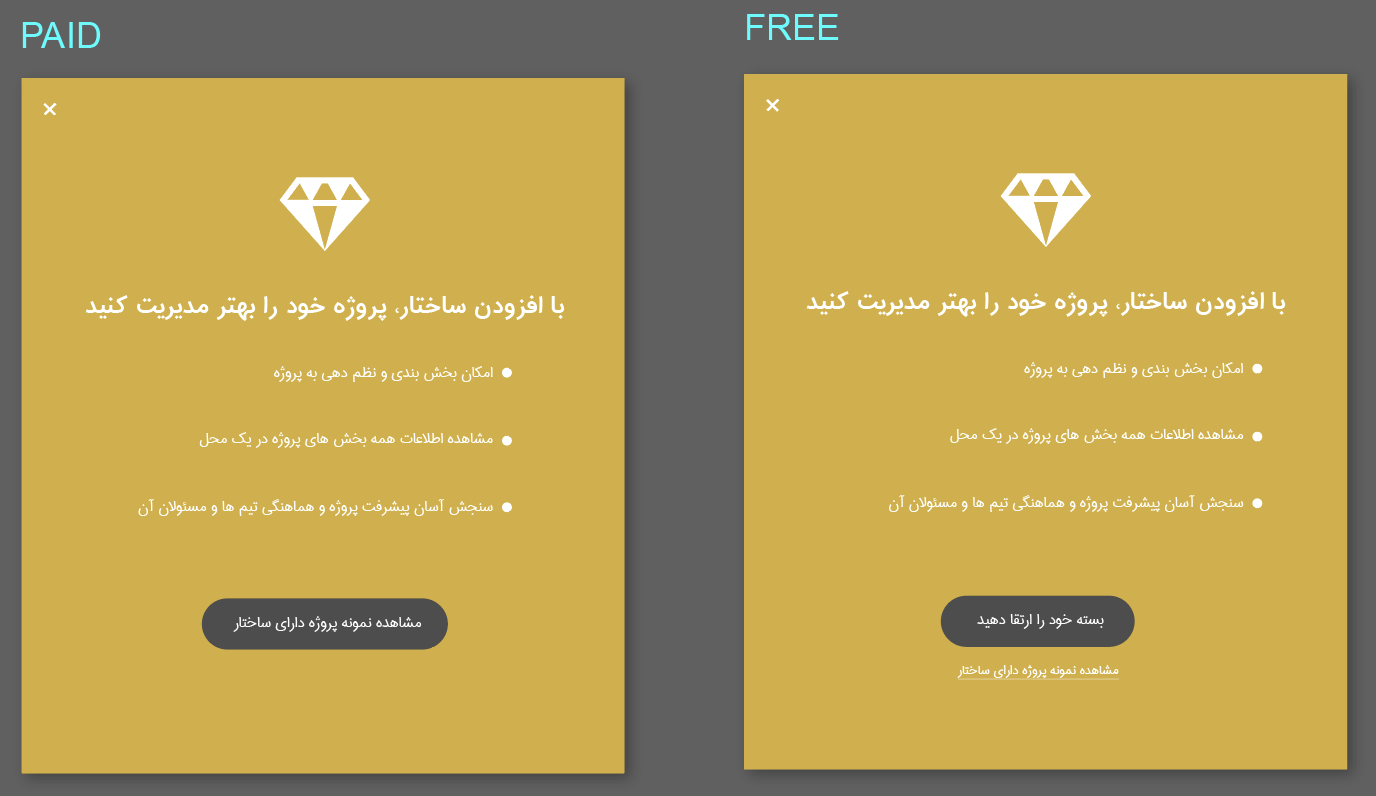 PAID
با افزودن ساختار، پروژه خود را بهتر مدیریت کنید
امکان بخش بندی و نظم دهی به پروژه
مشاهده اطلاعات همه بخش های پروژه در یک محل
سنجش آسان پیشرفت پروژه و هماهنگی تیم ها و مسئولان آن
مشاهده نمونه پروژه دارای ساختار
FREE
با افزودن ساختار، پروژه خود را بهتر مدیریت کنید
امکان بخش بندی و نظم دهی به پروژه
مشاهده اطلاعات همه بخش های پروژه در یک محل
سنجش آسان پیشرفت پروژه و هماهنگی تیم ها و مسئولان آن
بسته خود را ارتقا دهید
مشاهده نمونه پروژه دارای ساختار